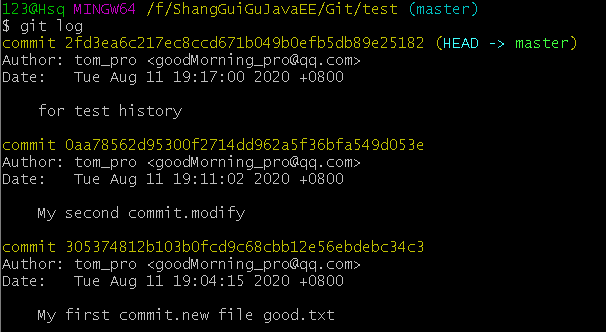 123@Hsq MINGW64 /f/ShangGuiGuJavaEE/Git/test (master)
$ git log
commit 2fd3ea6c217ec8ccd671b049b0efb5db89e25182 (HEAD -> master)
Author: tom_pro <goodMorning_pro@qq.com>
Date:   Tue Aug 11 19:17:00 2020 +0800
    for test history
commit 0aa78562d95300f2714dd962a5f36bfa549d053e
Author: tom_pro <goodMorning_pro@qq.com>
Date:   Tue Aug 11 19:11:02 2020 +0800
    My second commit.modify
commit 305374812b103b0fcd9c68cbb12e56ebdebc34c3
Author: tom_pro <goodMorning_pro@qq.com>
Date:   Tue Aug 11 19:04:15 2020 +0800
    My first commit.new file good.txt